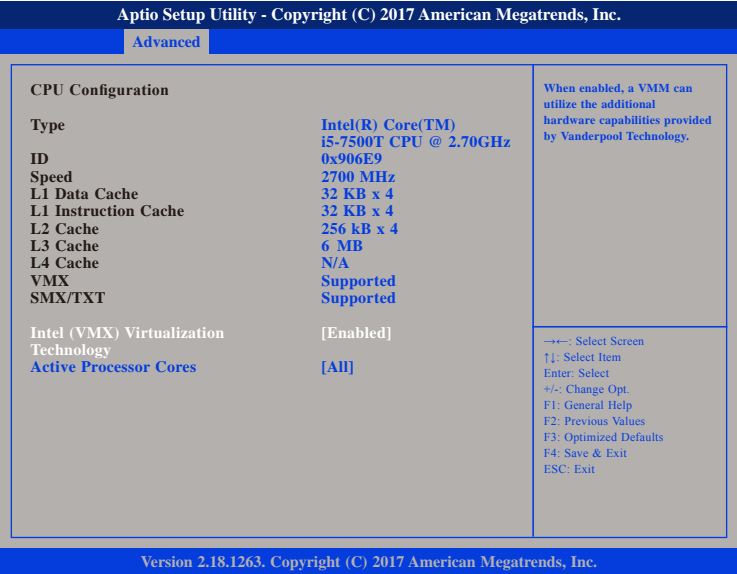 Aptio Setup Utility - Copyright (C) 2017 American Megatrends, Inc.
Advanced
CPU Configuration
Type Intel(R) Core(TM)
i5-7500T CPU @ 2.70GHz
ID 0x906E9
Speed 2700 MHz
L1 Data Cache 32 KB x 4
L1 Instruction Cache 32 KB x 4
L2 Cache 256 kB x 4
L3 Cache 6 MB
L4 Cache N/A
VMX Supported
SMX/TXT Supported
Intel (VMX) Virtualization [Enabled]
Technology
Active Processor Cores [All]
When enabled, a VMM can
utilize the additional
hardware capabilities provided
by Vanderpool Technology.
→←: Select Screen
↑↓: Select Item
Enter: Select
+/-: Change Opt.
F1: General Help
F2: Previous Values
F3: Optimized Defaults
F4: Save & Exit
ESC: Exit
Version 2.18.1263. Copyright (C) 2017 American Megatrends, Inc.